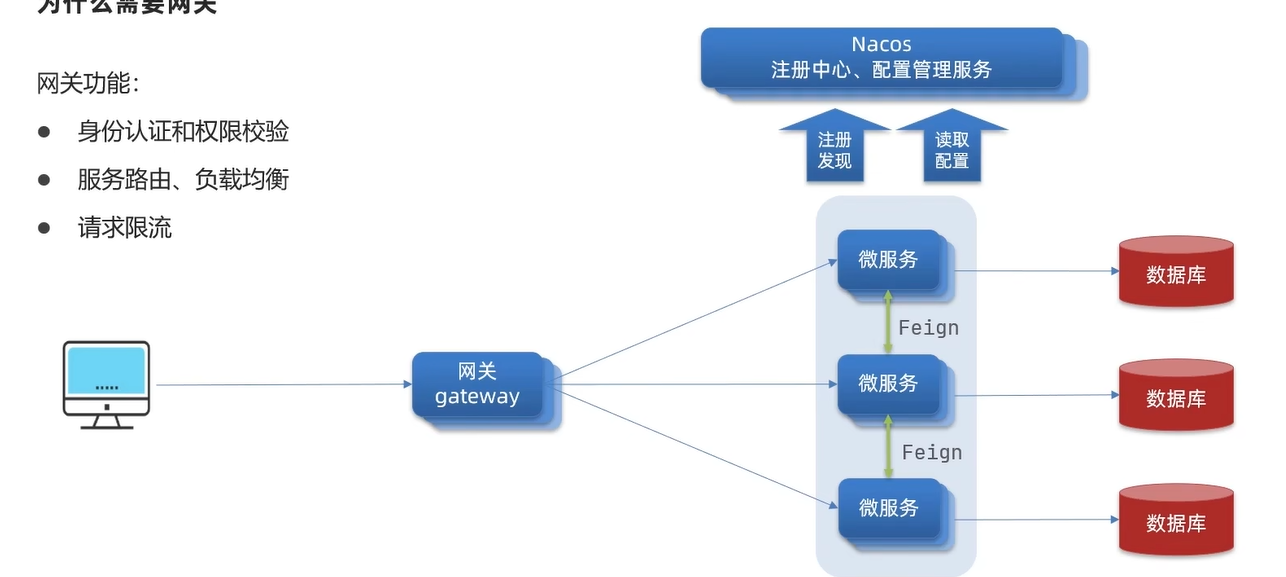 为什么需要网关
网关功能：
● 身份认证和权限校验
● 服务路由、负载均衡
● 请求限流
Nacos
注册中心、配置管理服务
注册
发现
读取
配置
微服务
数据库
Feign
网关
gateway
微服务
数据库
Feign
微服务
数据库